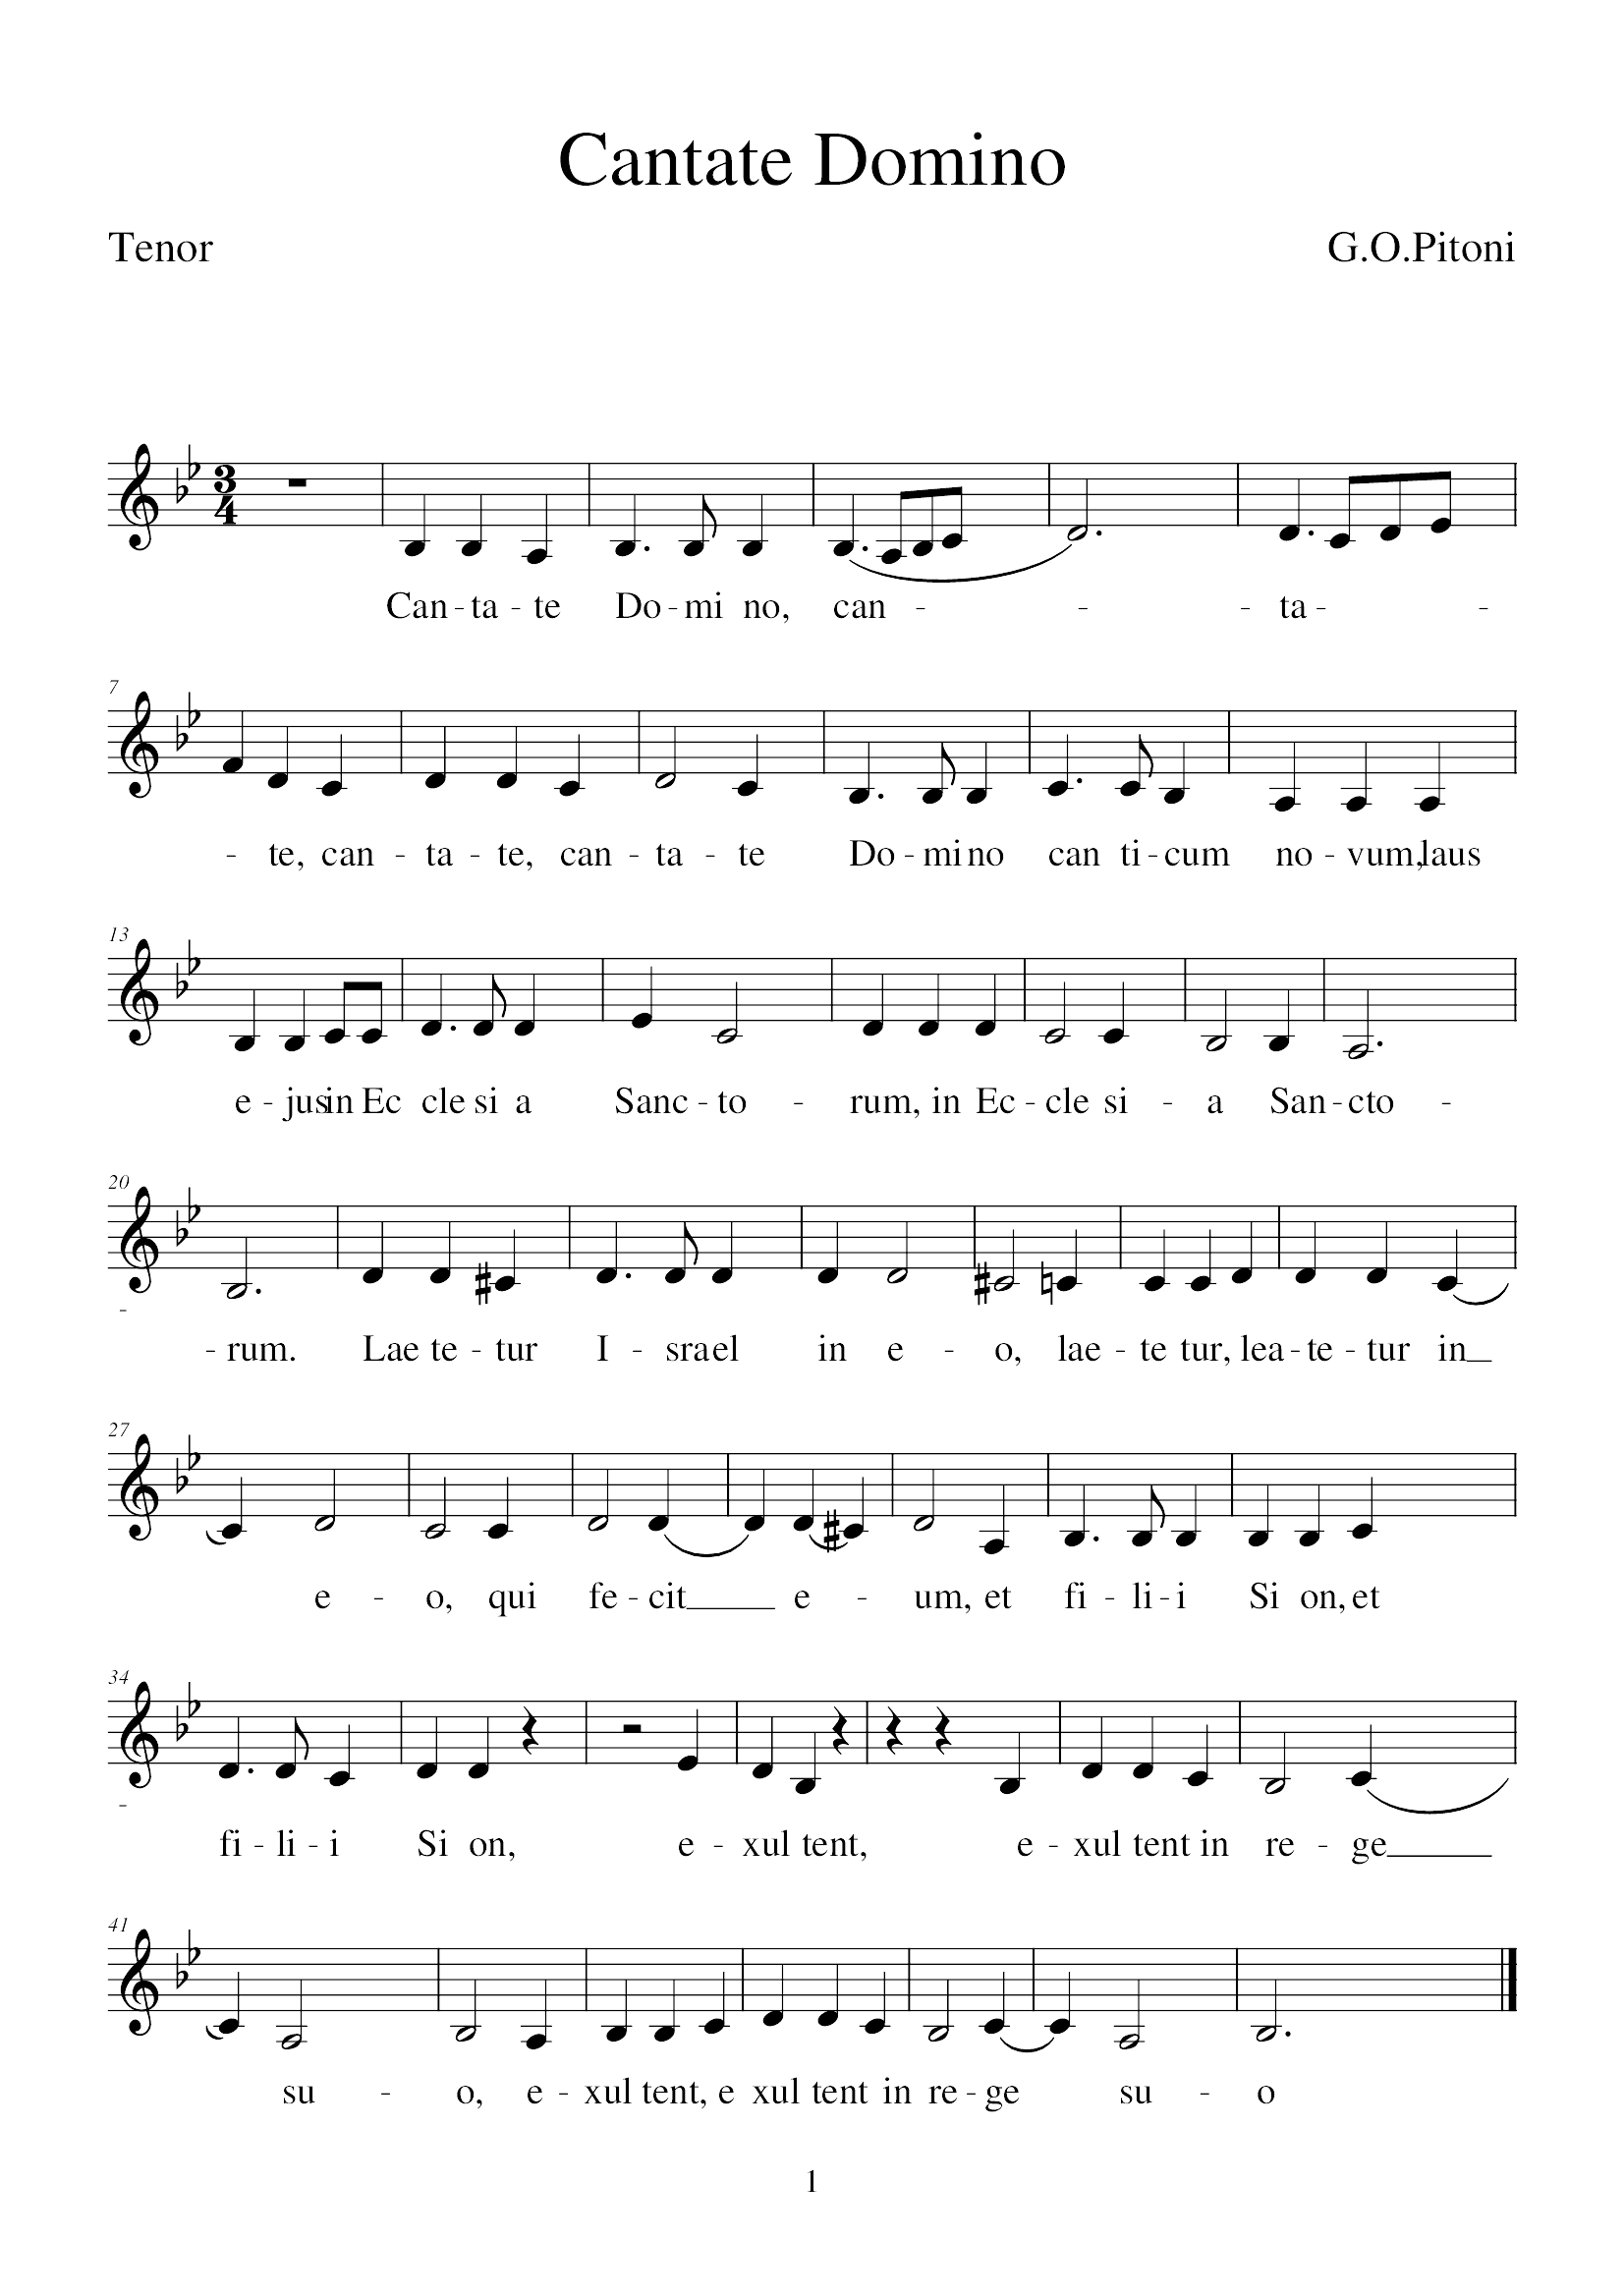 Cantate Domino
Tenor G.O.Pitoni
3
4
Can - ta - te Do - mi no, can - - - ta - -
7
- te, can - ta - te, can - ta - te Do - mi no can ti - cum no - vum, laus
13
e - jus in Ec cle si a Sanc - to - rum, in Ec - cle si - a San - cto -
20
- - rum. Lae te - tur I - srael in e - o, lae - te tur, lea - te - tur in
27
e - o, qui fe - cit e - um, et fi - li - i Si on, et
34
- fi - li - i Si on, e - xul tent, e - xul tent in re - ge
41
su - o, e - xul tent, e xul tent in re - ge su - o
1